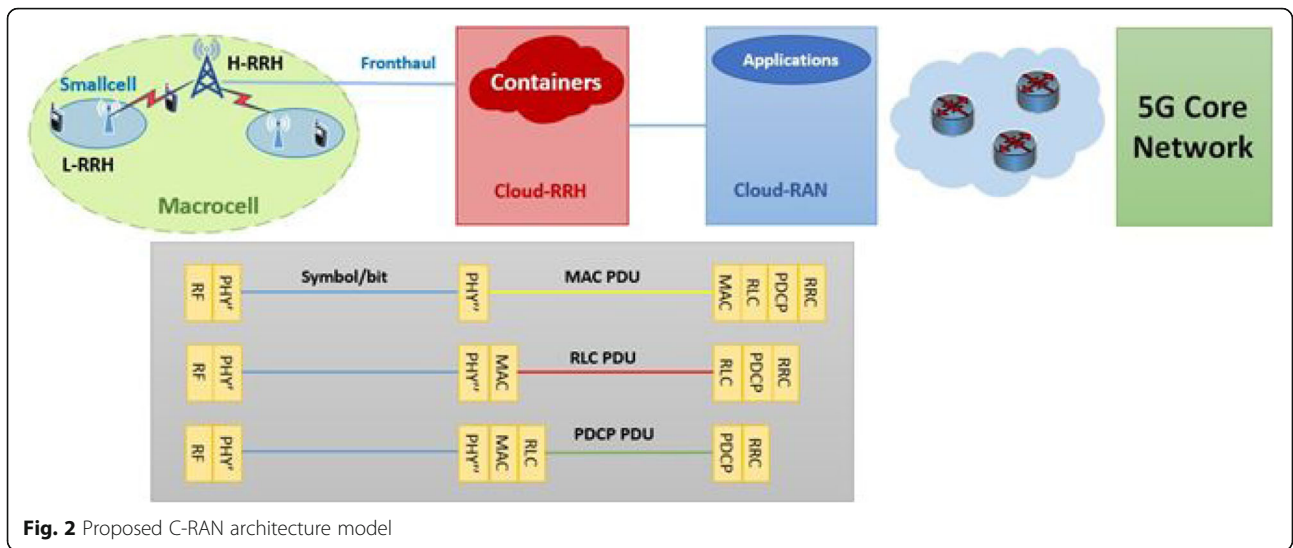 H-RRH
Fronthaul
Smallcell
L-RRH
Macrocell
Containers
Cloud-RRH
Applications
Cloud-RAN
5G Core
Network
RF
PHY'
Symbol/bit
PHY''
MAC PDU
MAC
RLC
PDCP
RRC
RF
PHY'
PHY''
MAC
RLC PDU
RLC
PDCP
RRC
RF
PHY'
PHY''
MAC
RLC
PDCP PDU
PDCP
RRC
Fig. 2 Proposed C-RAN architecture model